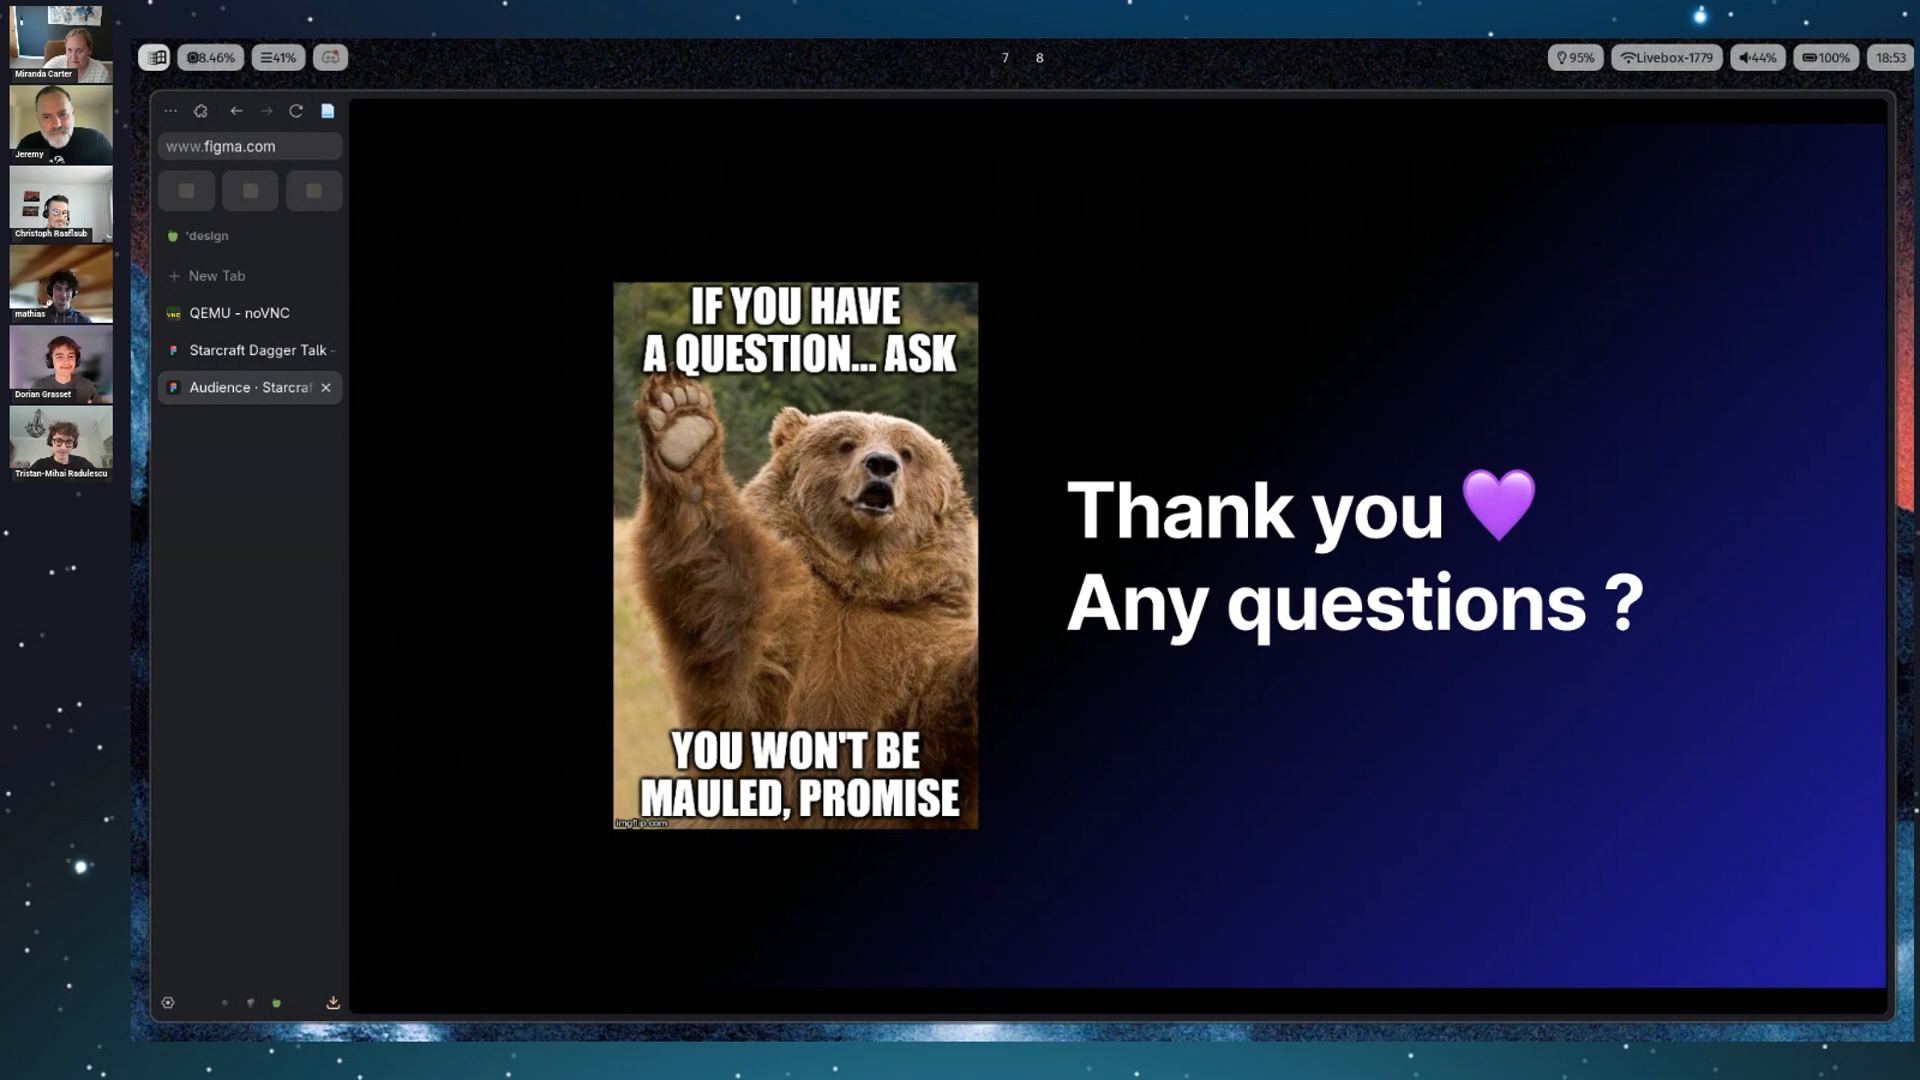 Miranda Carter
Jeremy
Christoph Raaflaub
mathias
Dorian Grasset
Tristan-Mihai Radulescu
8.46%
41%
7 8
95%
Livebox-1779
44%
100%
18:53
www.figma.com
'design
New Tab
QEMU - noVNC
Starcraft Dagger Talk -
Audience · Starcraf
IF YOU HAVE
A QUESTION... ASK
YOU WON'T BE
MAULED, PROMISE
imgflip.com
Thank you 💜
Any questions ?